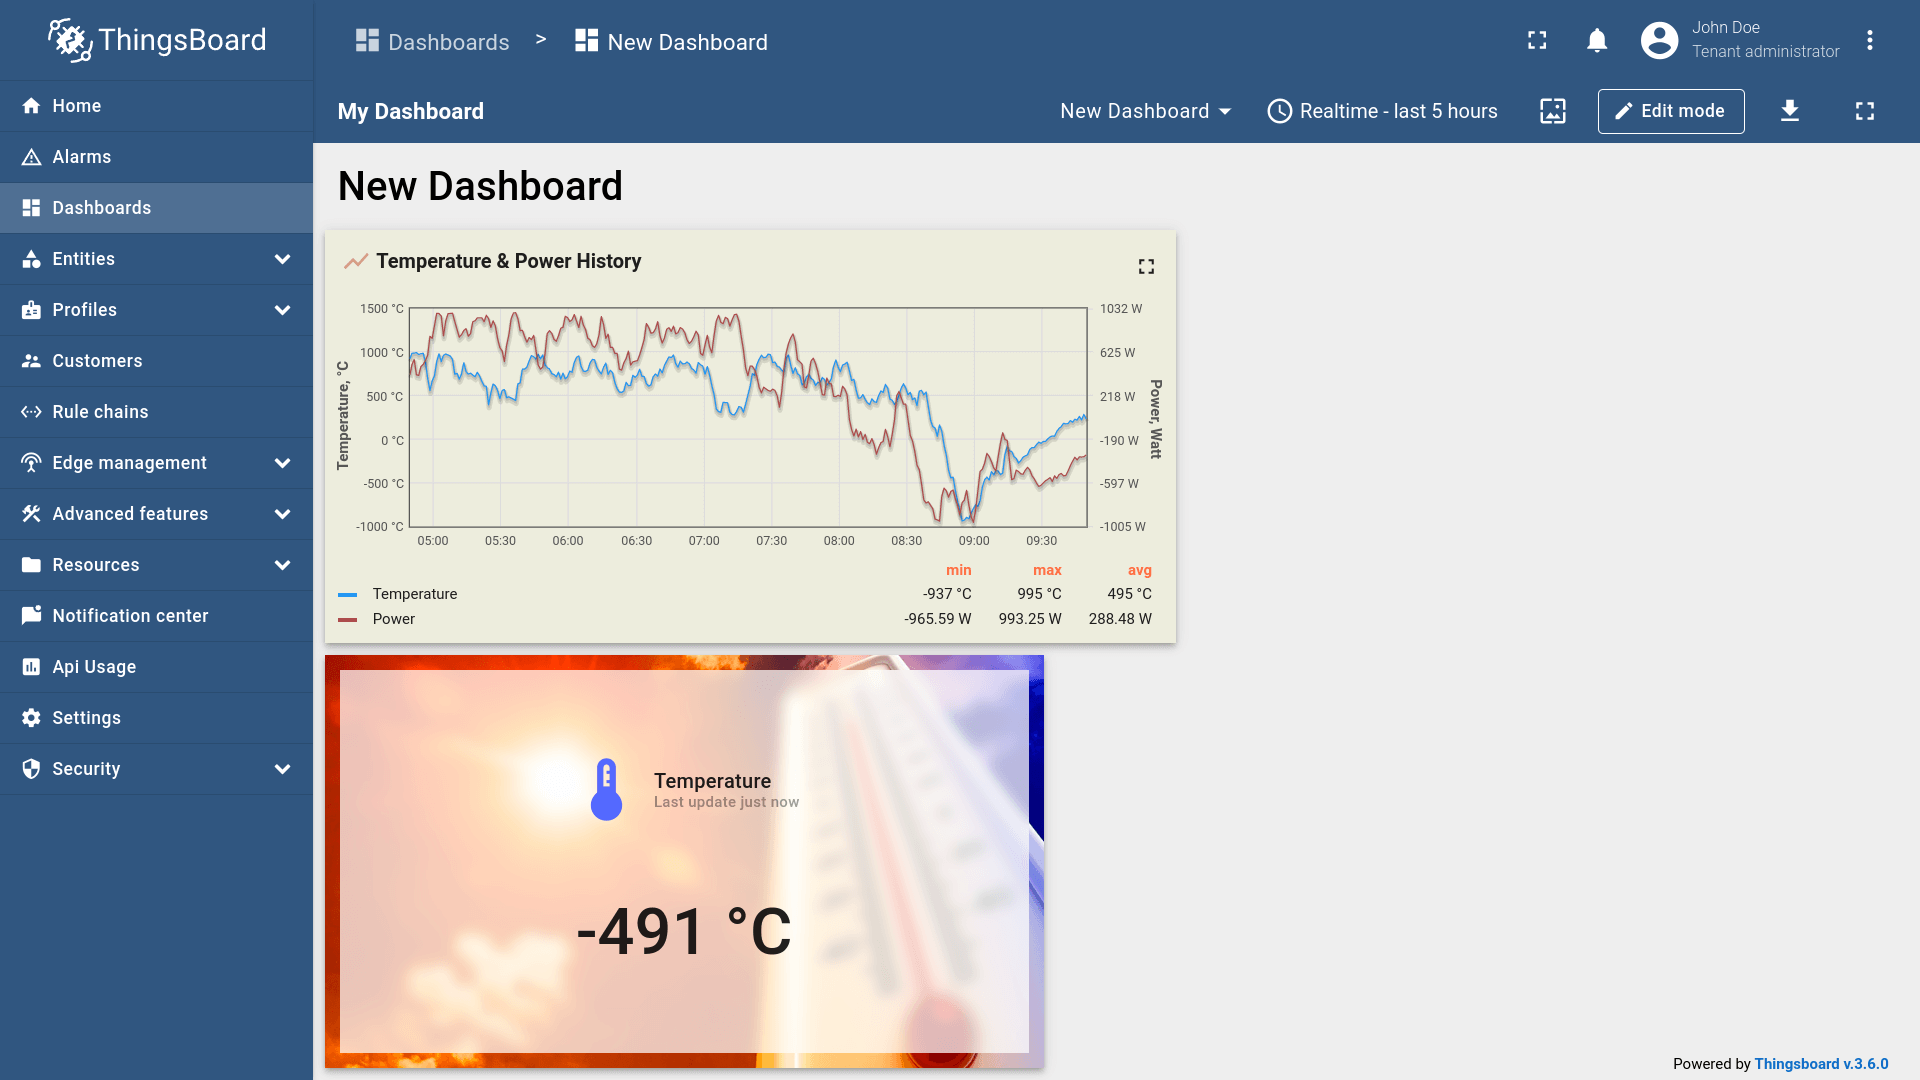 ThingsBoard
Dashboards > New Dashboard
John Doe
Tenant administrator
Home
Alarms
Dashboards
Entities
Profiles
Customers
Rule chains
Edge management
Advanced features
Resources
Notification center
Api Usage
Settings
Security
My Dashboard
New Dashboard
Realtime - last 5 hours
Edit mode
New Dashboard
Temperature & Power History
Temperature, °C
1500 °C
1000 °C
500 °C
0 °C
-500 °C
-1000 °C
1032 W
625 W
218 W
-190 W
-597 W
-1005 W
Power, Watt
05:00 05:30 06:00 06:30 07:00 07:30 08:00 08:30 09:00 09:30
min max avg
Temperature -937 °C 995 °C 495 °C
Power -965.59 W 993.25 W 288.48 W
Temperature
Last update just now
-491 °C
Powered by Thingsboard v.3.6.0